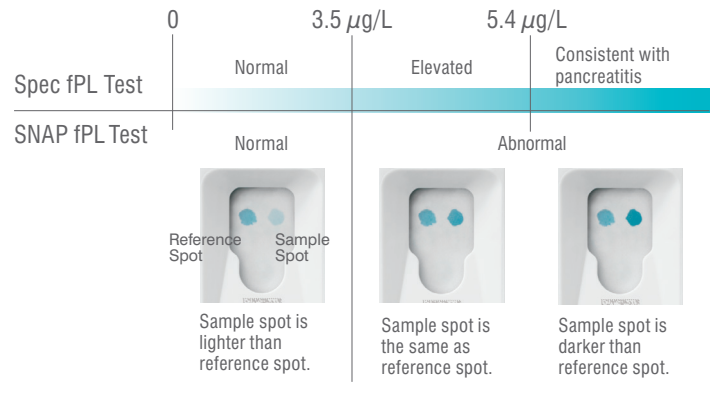 0
3.5 µg/L
5.4 µg/L
Normal
Elevated
Consistent with
pancreatitis
Spec fPL Test
SNAP fPL Test
Normal
Abnormal
Reference
Spot
Sample
Spot
Sample spot is
lighter than
reference spot.
Sample spot is
the same as
reference spot.
Sample spot is
darker than
reference spot.